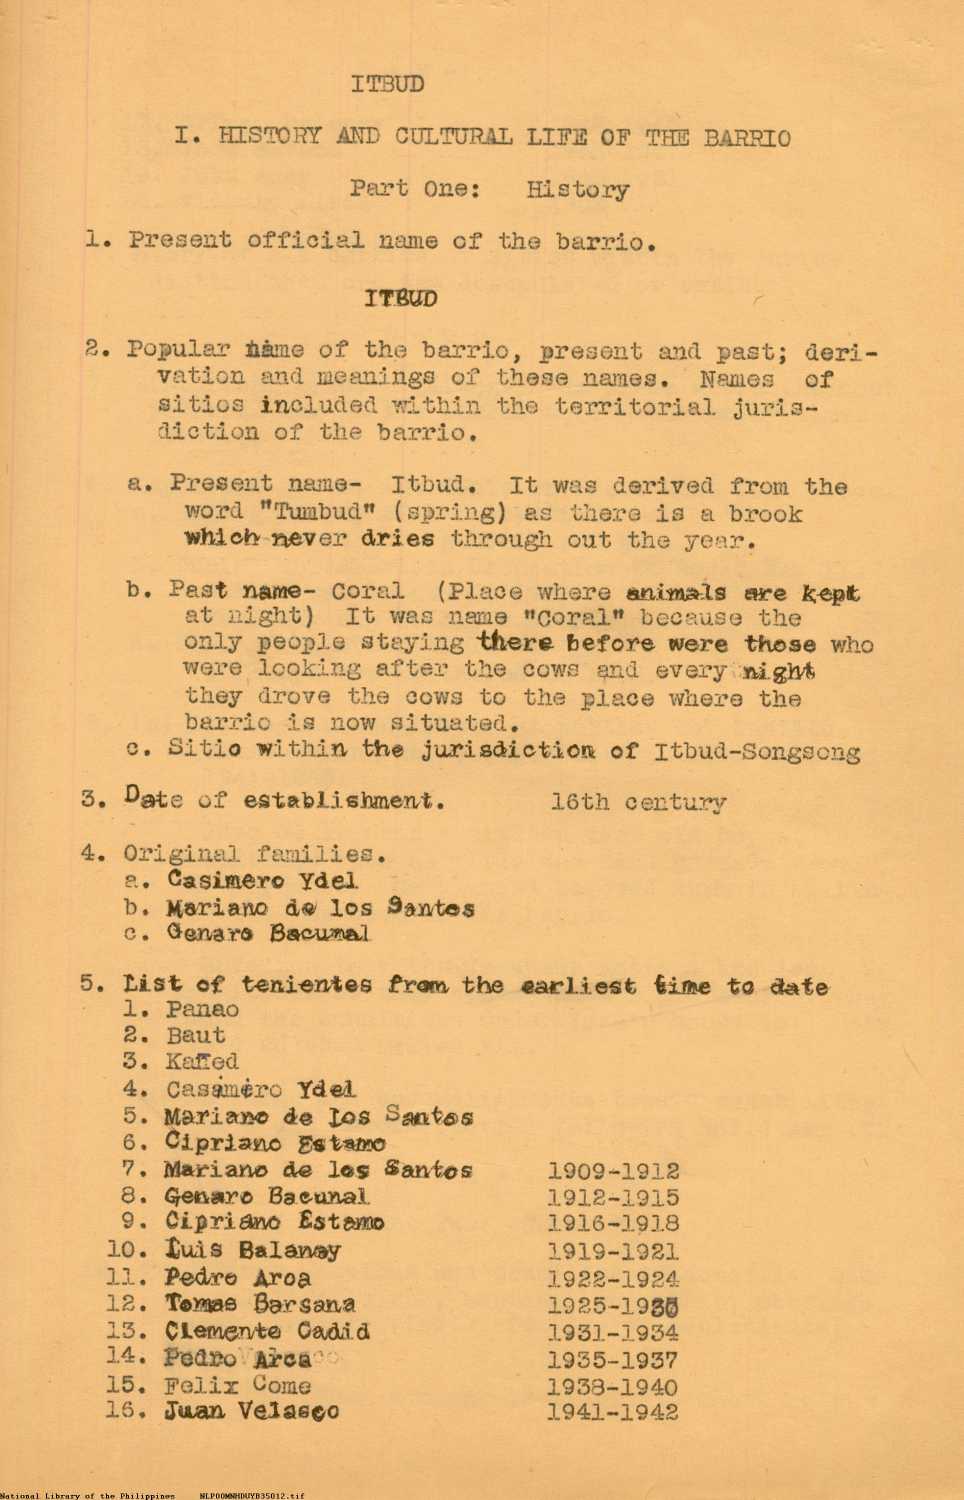 ITBUD
I. HISTORY AND CULTURAL LIFE OF THE BARRIO
Part One: History
1. Present official name of the barrio.
ITBUD
2. Popular name of the barrio, present and past; deri-
vation and meanings of these names. Names of
sitios included within the territorial juris-
diction of the barrio.
a. Present name- Itbud. It was derived from the
word "Tumbud" (spring) as there is a brook
which never dries through out the year.
b. Past name- Coral (Place where animals are kept
at night) It was name "Coral" because the
only people staying there before were those who
were looking after the cows and every night
they drove the cows to the place where the
barrio is now situated.
c. Sitio within the jurisdiction of Itbud-Songsong
3. Date of establishment. 16th century
4. Original families.
a. Casimero Ydel
b. Mariano de los Santos
c. Genaro Bacunal
5. List of tenientes from the earliest time to date
1. Panao
2. Baut
3.
4. Casamero Ydel
5. Mariano de los Santos
6. Cipriano Estamo
7. Mariano de los Santos 1909-1912
8. Genaro Bacunal 1912-1915
9. Cipriano Estamo 1916-1918
10. Luis Balanay 1919-1921
11. Pedro Aroa 1922-1924
12. Tomas Barsana 1925-1930
13. Clemente Cadid 1931-1934
14. Pedro 1935-1937
15. Felix Come 1938-1940
16. Juan Velasco 1941-1942
National Library of the Philippines NLPOOMNHDUYB35012.tif